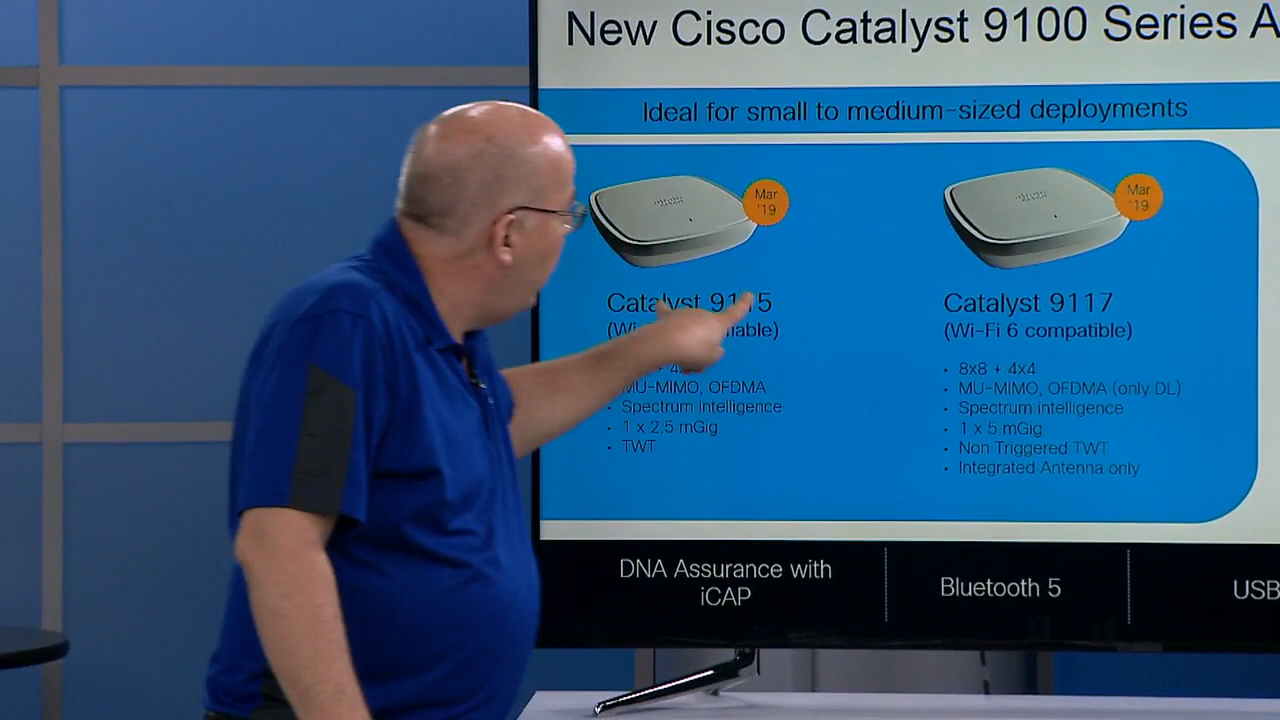 New Cisco Catalyst 9100 Series A
Ideal for small to medium-sized deployments
Mar
'19
Catalyst 9115
• MU-MIMO, OFDMA
• Spectrum Intelligence
• 1 x 2.5 mGig
• TWT
Mar
'19
Catalyst 9117
(Wi-Fi 6 compatible)
• 8x8 + 4x4
• MU-MIMO, OFDMA (only DL)
• Spectrum intelligence
• 1 x 5 mGig
• Non Triggered TWT
• Integrated Antenna only
DNA Assurance with
iCAP
Bluetooth 5
USB